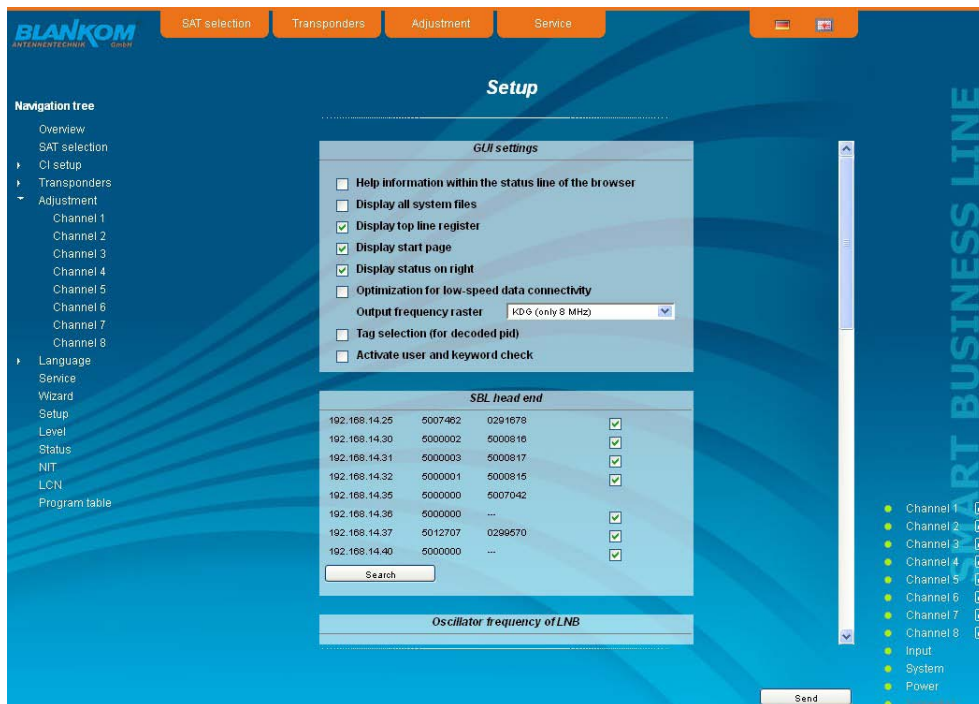 BLANKOM
ANTENNENTECHNIK GmbH
SAT selection Transponders Adjustment Service
Setup
Navigation tree
Overview
SAT selection
CI setup
Transponders
Adjustment
Channel 1
Channel 2
Channel 3
Channel 4
Channel 5
Channel 6
Channel 7
Channel 8
Language
Service
Wizard
Setup
Level
Status
NIT
LCN
Program table
GUI settings
Help information within the status line of the browser
Display all system files
Display top line register
Display start page
Display status on right
Optimization for low-speed data connectivity
Output frequency raster KDG (only 8 MHz)
Tag selection (for decoded pid)
Activate user and keyword check
SBL head end
192.168.14.25 5007462 0291678
192.168.14.30 5000002 5000816
192.168.14.31 5000003 5000817
192.168.14.32 5000001 5000815
192.168.14.35 5000000 5007042
192.168.14.36 5000000 ---
192.168.14.37 5012707 0299570
192.168.14.40 5000000 ---
Search
Oscillator frequency of LNB
Send
SMART BUSINESS LINE
Channel 1
Channel 2
Channel 3
Channel 4
Channel 5
Channel 6
Channel 7
Channel 8
Input
System
Power